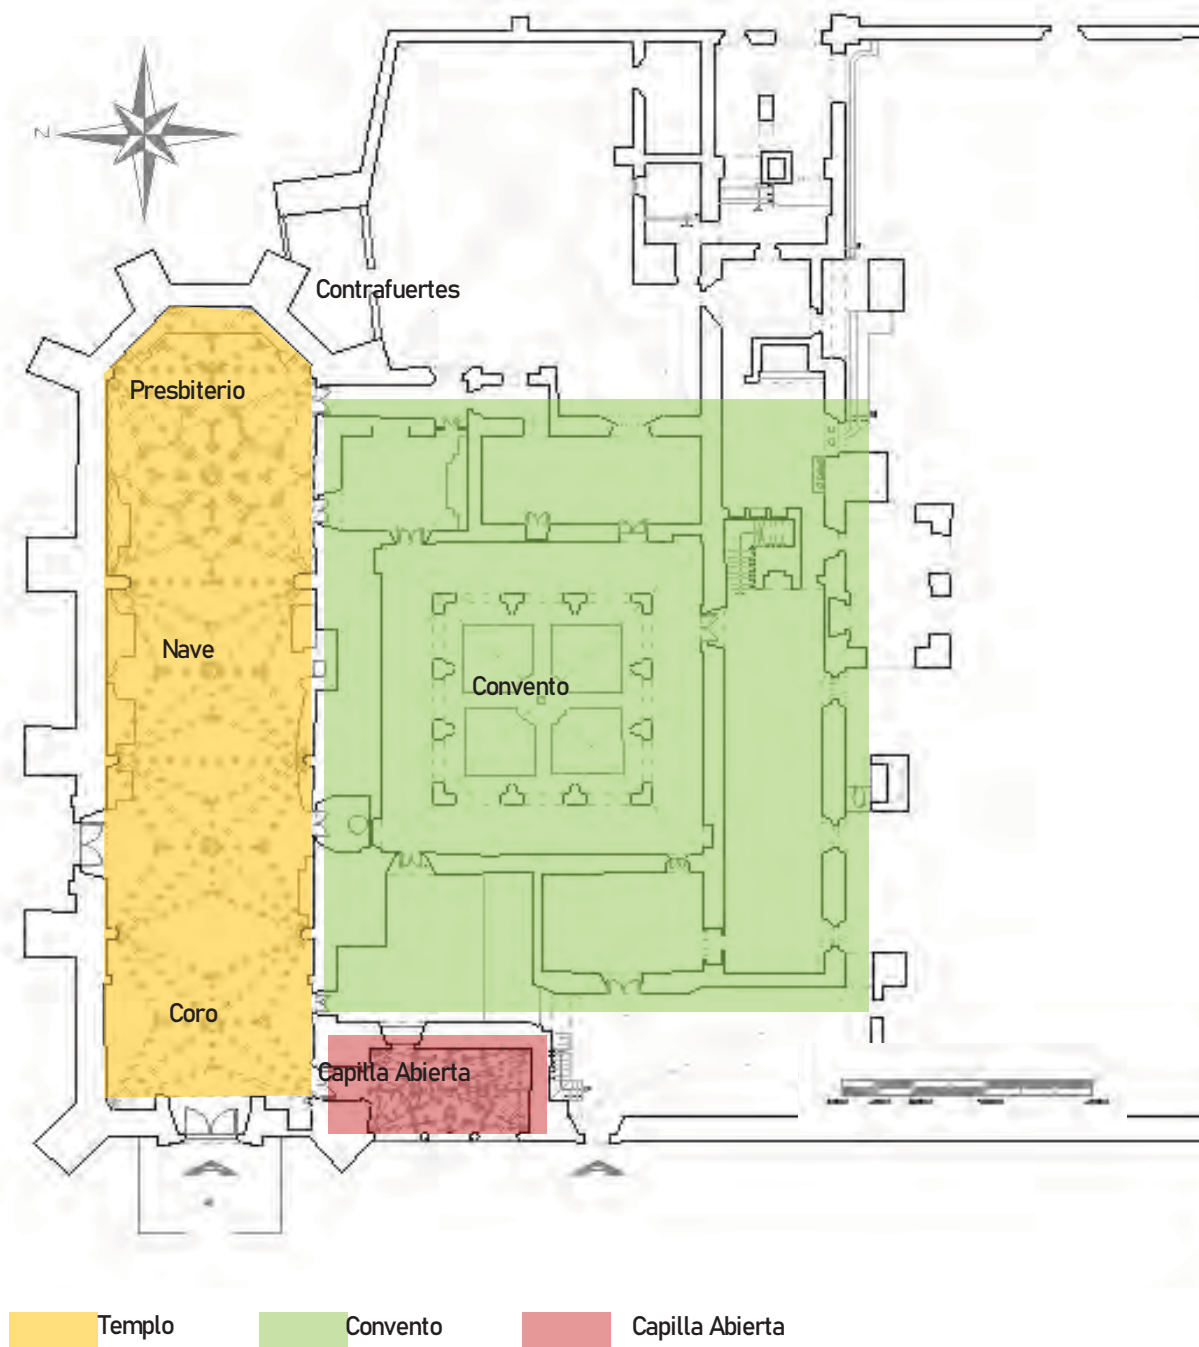 N
Contrafuertes
Presbiterio
Nave
Convento
Coro
Capilla Abierta
Templo
Convento
Capilla Abierta